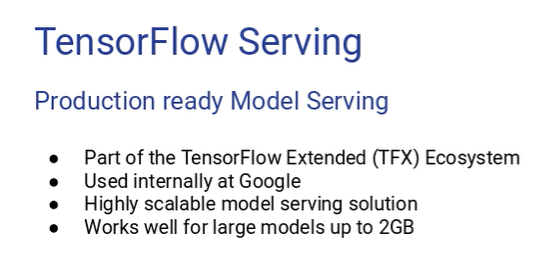 TensorFlow Serving
Production ready Model Serving
● Part of the TensorFlow Extended (TFX) Ecosystem
● Used internally at Google
● Highly scalable model serving solution
● Works well for large models up to 2GB